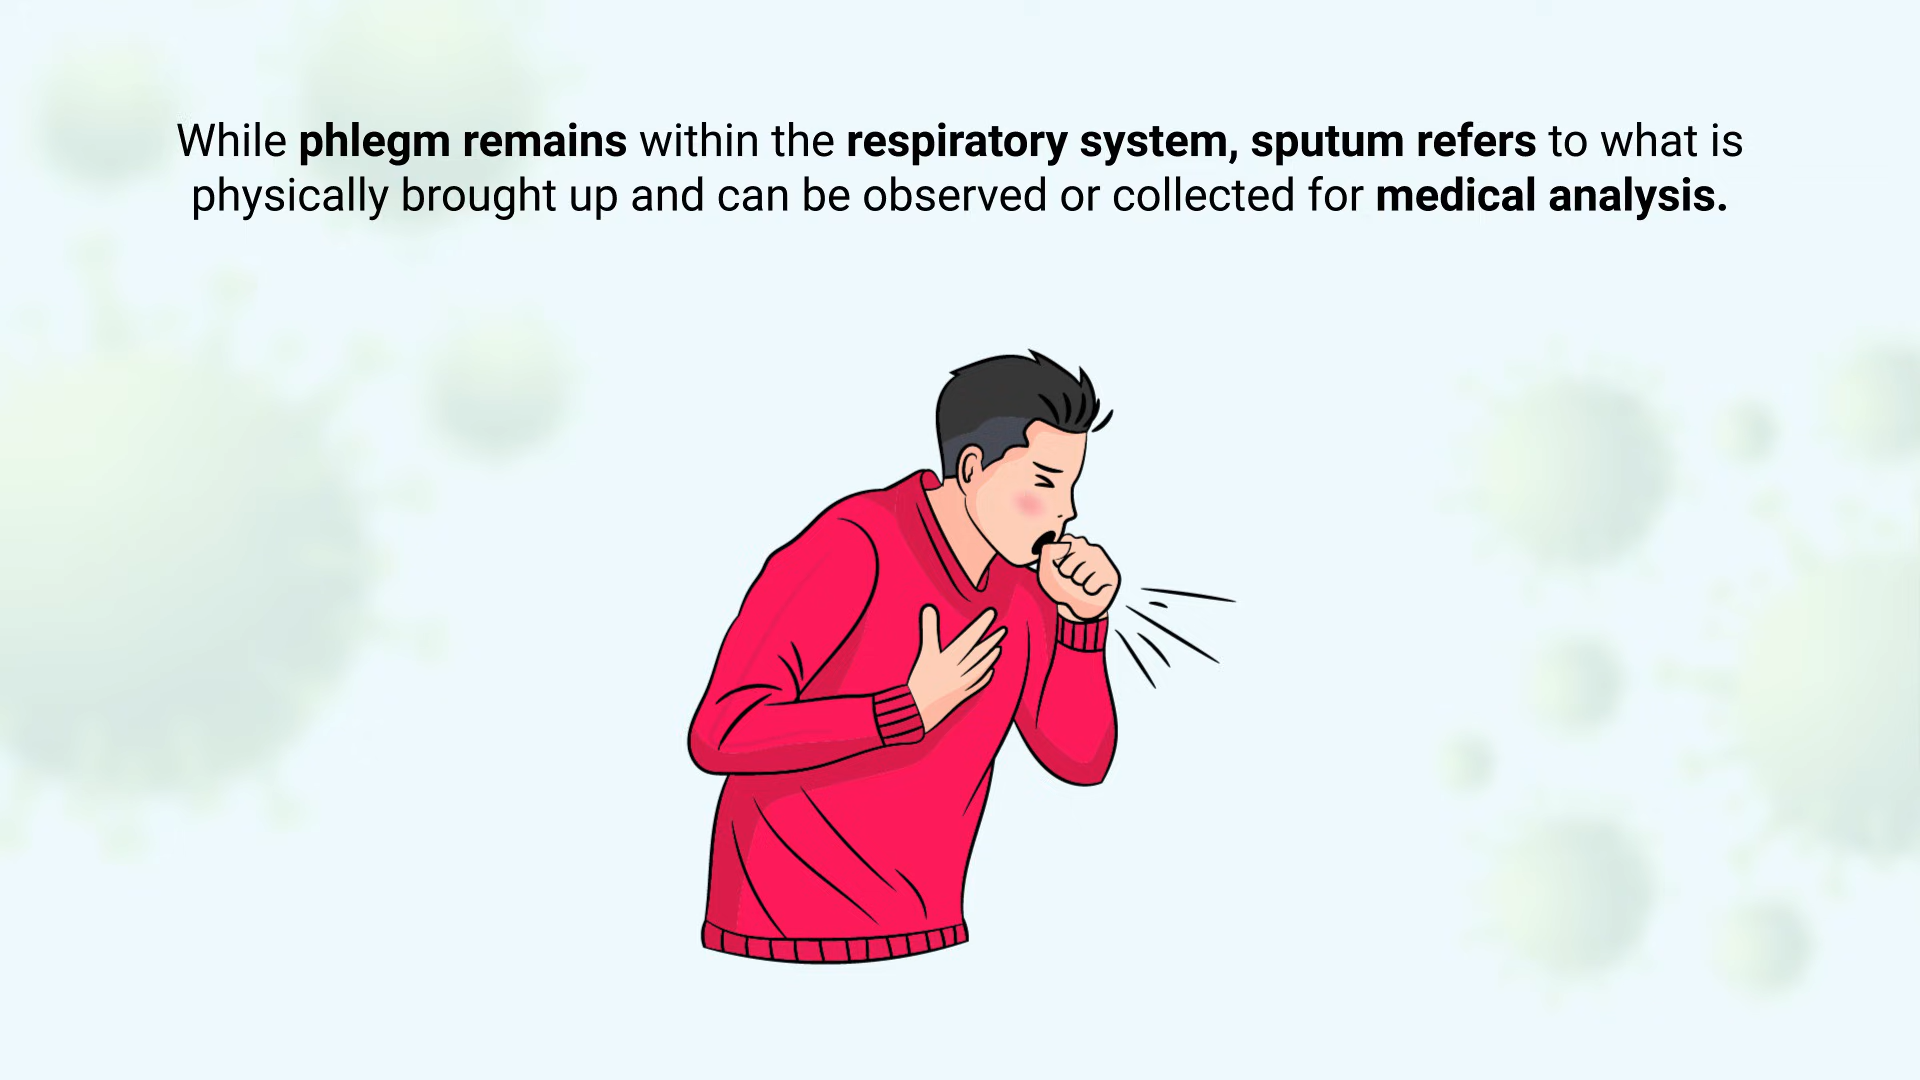 While phlegm remains within the respiratory system, sputum refers to what is
physically brought up and can be observed or collected for medical analysis.